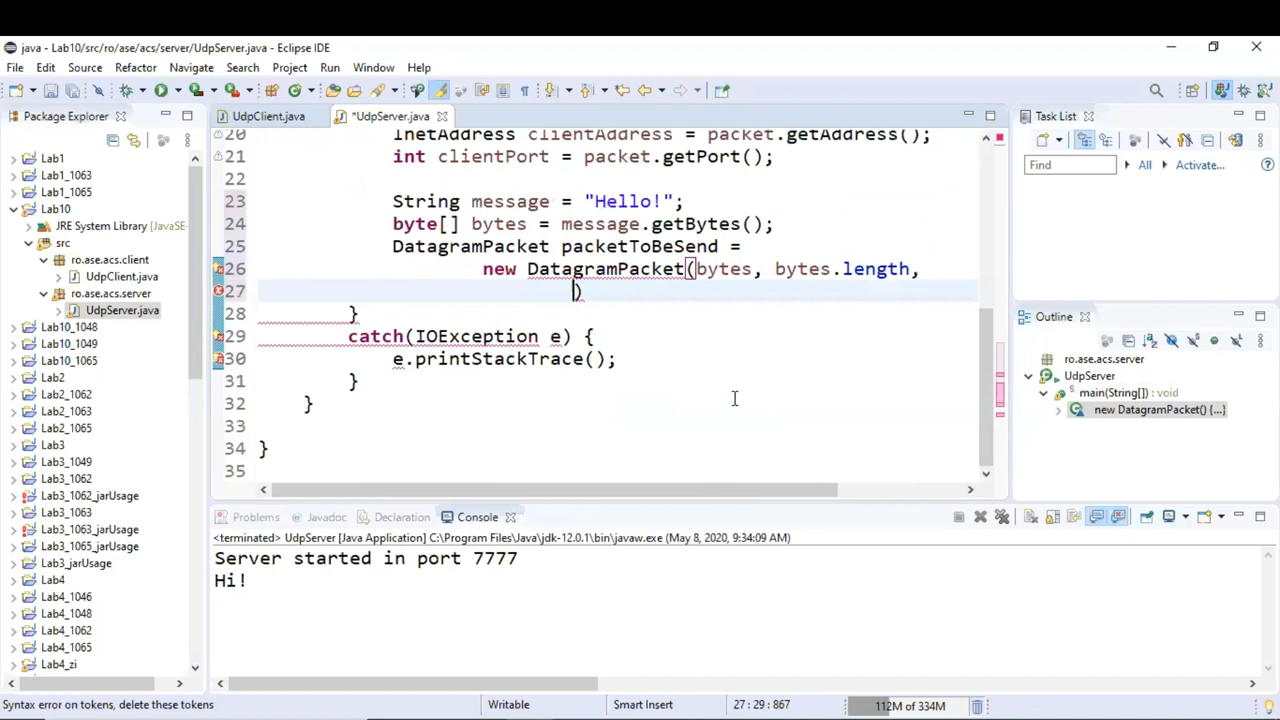 java - Lab10/src/ro/ase/acs/server/UdpServer.java - Eclipse IDE
File Edit Source Refactor Navigate Search Project Run Window Help
Package Explorer
Lab1
Lab1_1063
Lab1_1065
Lab10
JRE System Library [JavaSE-
src
ro.ase.acs.client
UdpClient.java
ro.ase.acs.server
UdpServer.java
Lab10_1048
Lab10_1049
Lab10_1065
Lab2
Lab2_1062
Lab2_1063
Lab2_1065
Lab3
Lab3_1049
Lab3_1062
Lab3_1062_jarUsage
Lab3_1063
Lab3_1063_jarUsage
Lab3_1065_jarUsage
Lab3_jarUsage
Lab4
Lab4_1046
Lab4_1048
Lab4_1062
Lab4_1065
Lab4_zi
UdpClient.java *UdpServer.java
20 InetAddress clientAddress = packet.getAddress();
21 int clientPort = packet.getPort();
22
23 String message = "Hello!";
24 byte[] bytes = message.getBytes();
25 DatagramPacket packetToBeSend =
26 new DatagramPacket(bytes, bytes.length,
27 )
28 }
29 catch(IOException e) {
30 e.printStackTrace();
31 }
32 }
33
34 }
35
Task List
Find All Activate...
Outline
ro.ase.acs.server
UdpServer
main(String[]) : void
new DatagramPacket() {...}
Problems Javadoc Declaration Console
<terminated> UdpServer [Java Application] C:\Program Files\Java\jdk-12.0.1\bin\javaw.exe (May 8, 2020, 9:34:09 AM)
Server started in port 7777
Hi!
Syntax error on tokens, delete these tokens Writable Smart Insert 27 : 29 : 867 112M of 334M